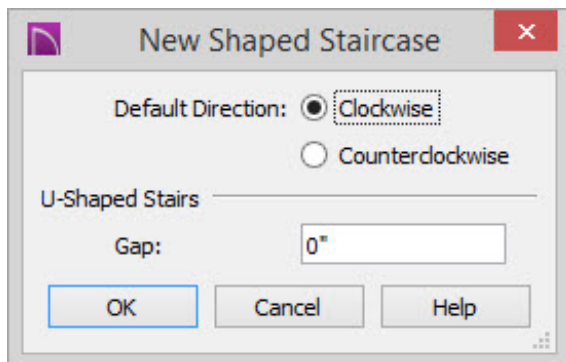 New Shaped Staircase
Default Direction: Clockwise
Counterclockwise
U-Shaped Stairs
Gap: 0"
OK Cancel Help